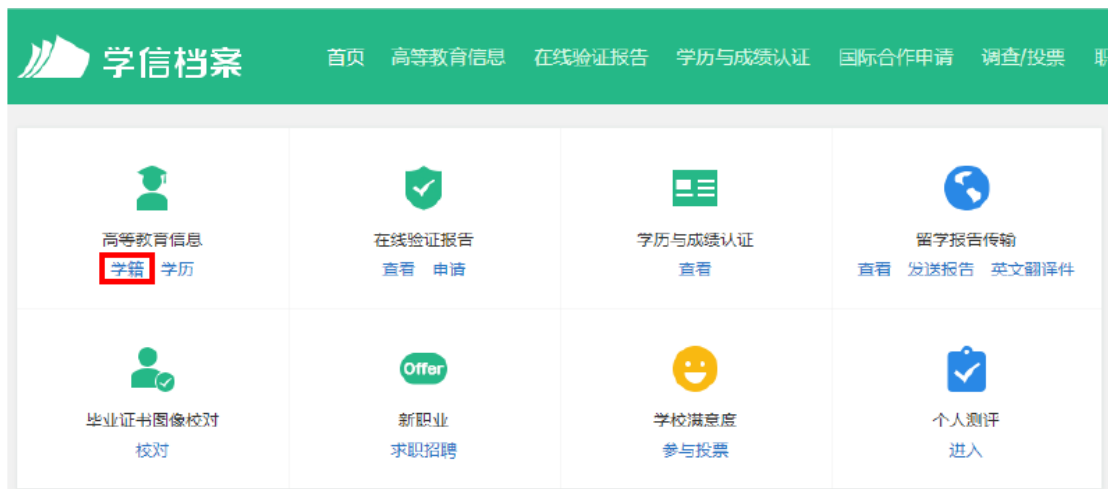 学信档案 首页 高等教育信息 在线验证报告 学历与成绩认证 国际合作申请 调查/投票
高等教育信息 在线验证报告 学历与成绩认证 留学报告传输
学籍 学历 查看 申请 查看 查看 发送报告 英文翻译件
Offer
毕业证书图像校对 新职业 学校满意度 个人测评
校对 求职招聘 参与投票 进入